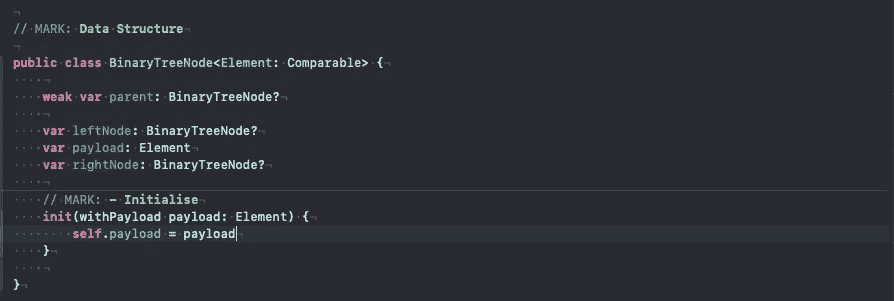 // MARK: Data Structure
public class BinaryTreeNode<Element: Comparable> {
weak var parent: BinaryTreeNode?
var leftNode: BinaryTreeNode?
var payload: Element
var rightNode: BinaryTreeNode?
// MARK: - Initialise
init(withPayload payload: Element) {
self.payload = payload
}
}